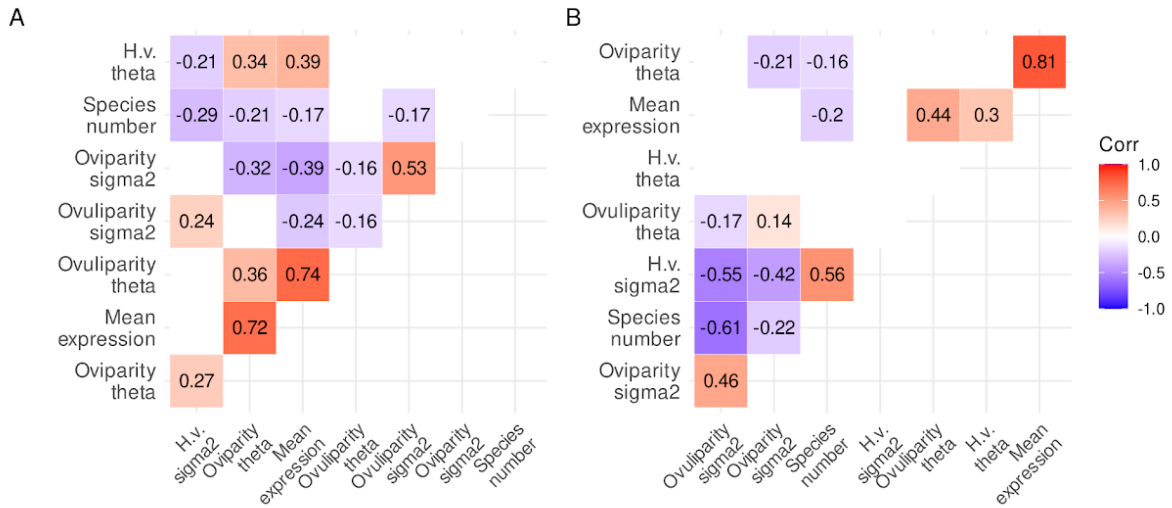 A
H.v.
theta
-0.21
0.34
0.39
Species
number
-0.29
-0.21
-0.17
-0.17
Oviparity
sigma2
-0.32
-0.39
-0.16
0.53
Ovuliparity
sigma2
0.24
-0.24
-0.16
Ovuliparity
theta
0.36
0.74
Mean
expression
0.72
Oviparity
theta
0.27
H.v.
sigma2
Oviparity
theta
Mean
expression
Ovuliparity
theta
Ovuliparity
sigma2
Oviparity
sigma2
Species
number
B
Oviparity
theta
-0.21
-0.16
0.81
Mean
expression
-0.2
0.44
0.3
H.v.
theta
Ovuliparity
theta
-0.17
0.14
H.v.
sigma2
-0.55
-0.42
0.56
Species
number
-0.61
-0.22
Oviparity
sigma2
0.46
Ovuliparity
sigma2
Oviparity
sigma2
Species
number
H.v.
sigma2
Ovuliparity
theta
H.v.
theta
Mean
expression
Corr
1.0
0.5
0.0
-0.5
-1.0